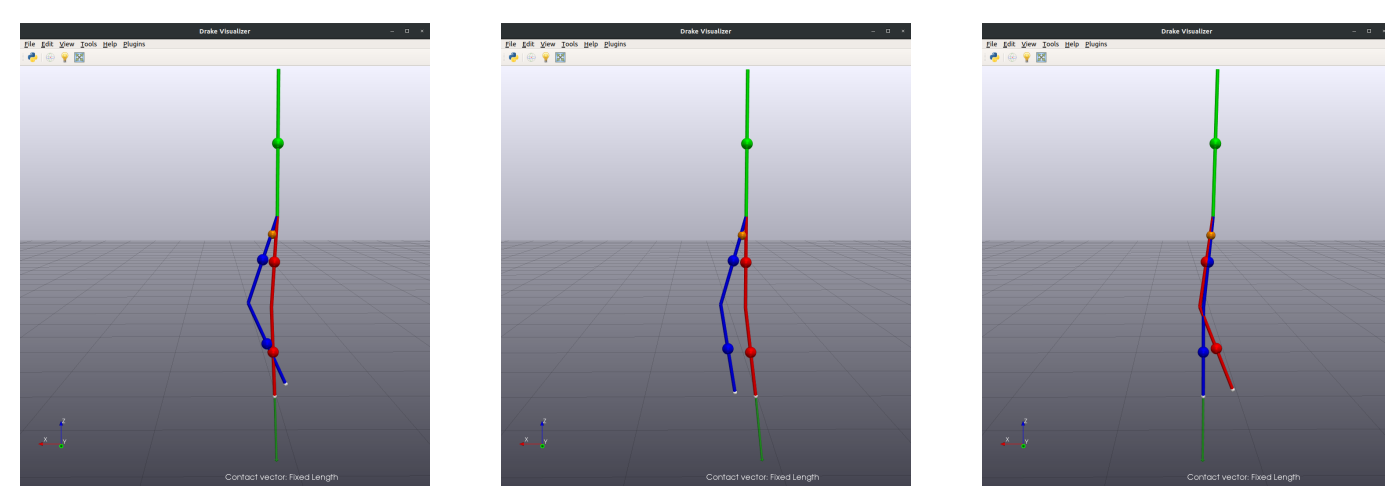 Drake Visualizer
File Edit View Tools Help Plugins
X Z Y
Contact vector: Fixed Length
Drake Visualizer
File Edit View Tools Help Plugins
X Z Y
Contact vector: Fixed Length
Drake Visualizer
File Edit View Tools Help Plugins
X Z Y
Contact vector: Fixed Length